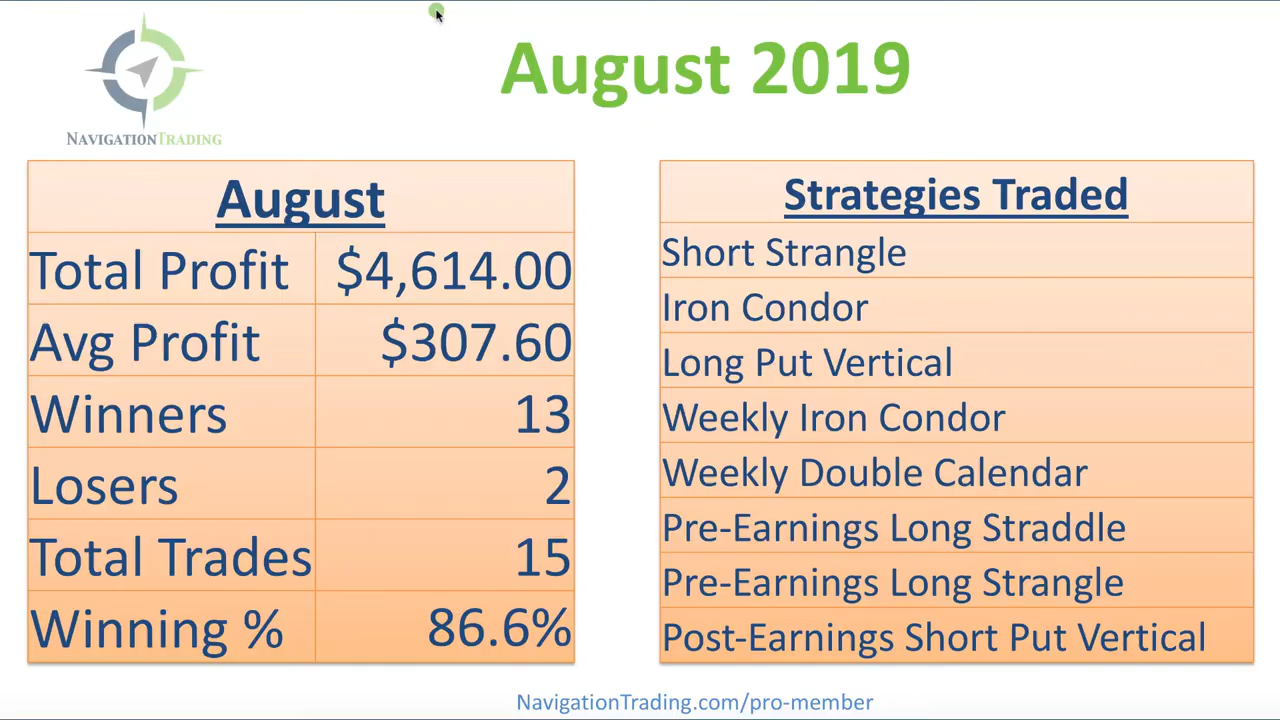 August 2019
NAVIGATIONTRADING
August
Total Profit $4,614.00
Avg Profit $307.60
Winners 13
Losers 2
Total Trades 15
Winning % 86.6%
Strategies Traded
Short Strangle
Iron Condor
Long Put Vertical
Weekly Iron Condor
Weekly Double Calendar
Pre-Earnings Long Straddle
Pre-Earnings Long Strangle
Post-Earnings Short Put Vertical
NavigationTrading.com/pro-member